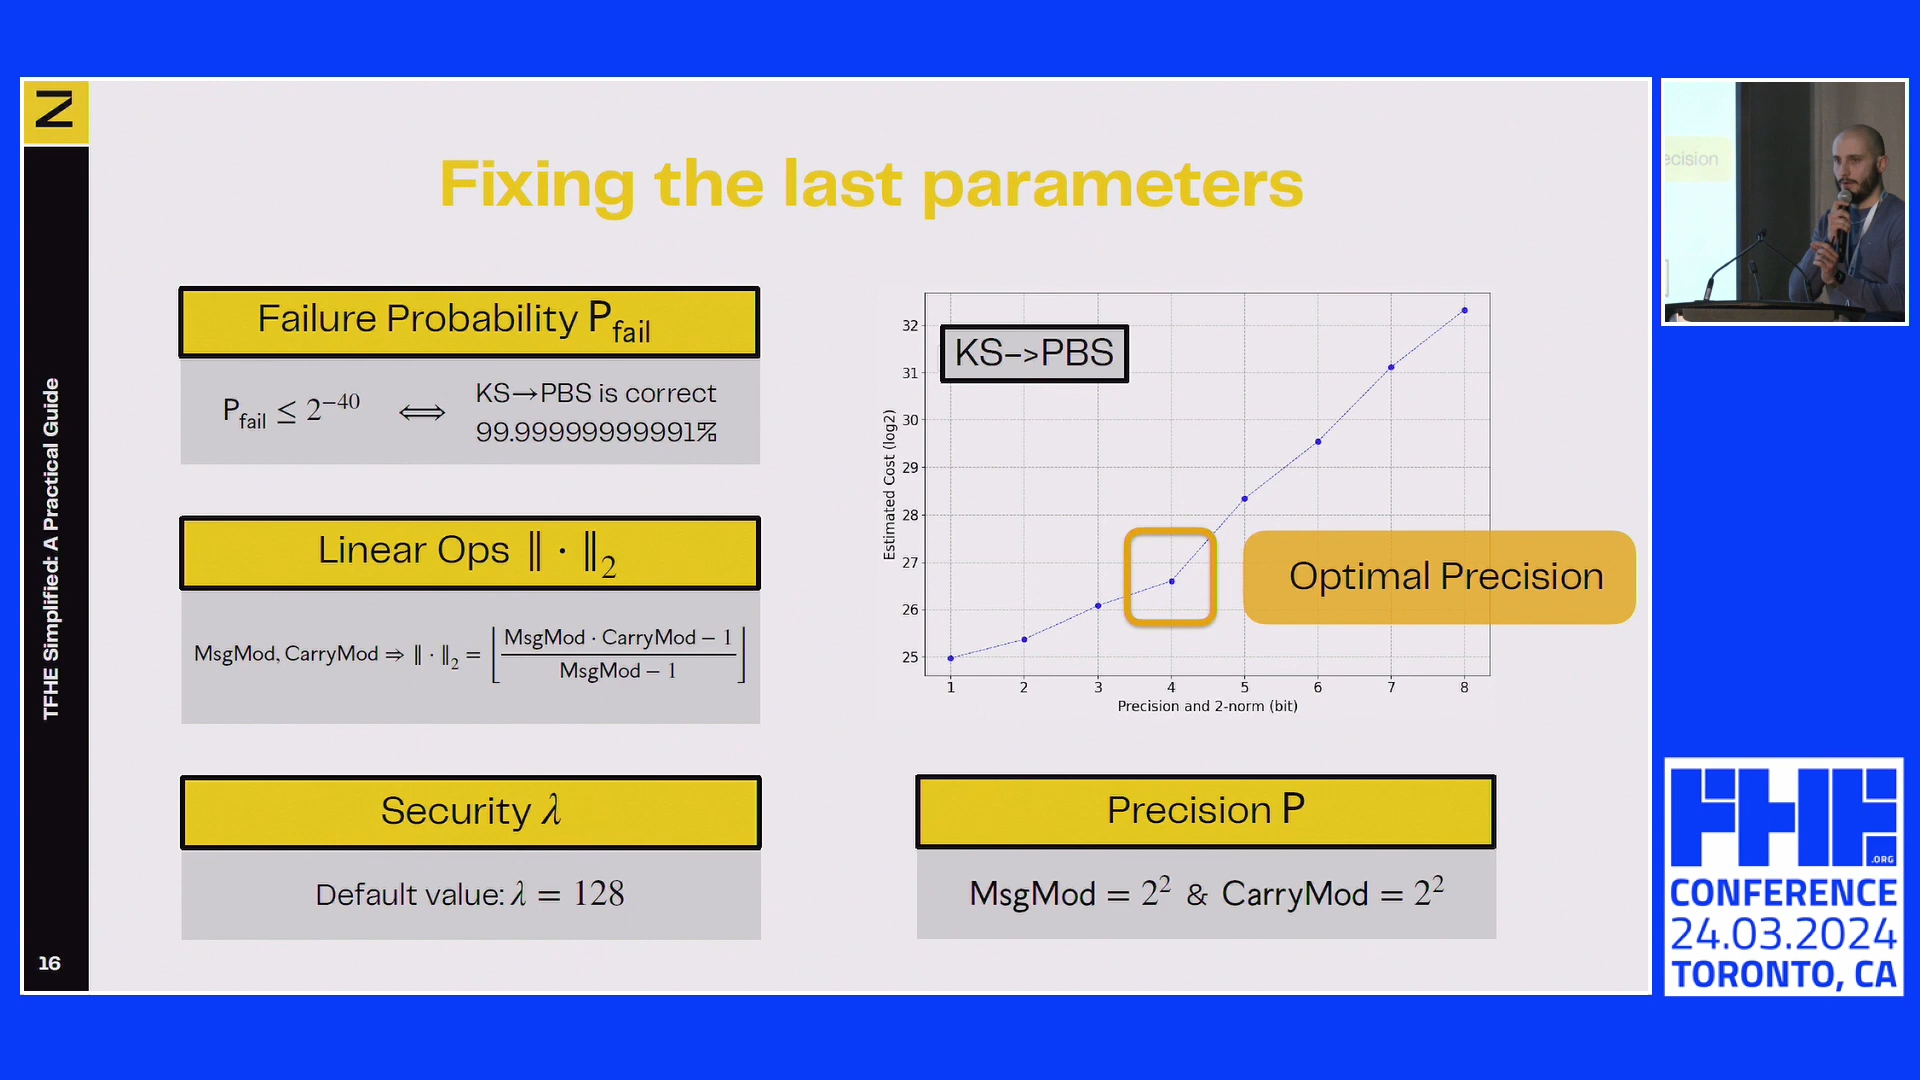 Z
TFHE Simplified: A Practical Guide
16
Fixing the last parameters
Failure Probability P_fail
P_fail ≤ 2^−40 ⟺ KS→PBS is correct
99.99999999991%
Linear Ops ‖ · ‖_2
MsgMod, CarryMod ⇒ ‖ · ‖_2 = ⌊(MsgMod · CarryMod − 1) / (MsgMod − 1)⌋
Security λ
Default value: λ = 128
KS–>PBS
Estimated Cost (log2)
32
31
30
29
28
27
26
25
1 2 3 4 5 6 7 8
Precision and 2-norm (bit)
Optimal Precision
Precision P
MsgMod = 2^2 & CarryMod = 2^2
ecision
FHE
.ORG
CONFERENCE
24.03.2024
TORONTO, CA